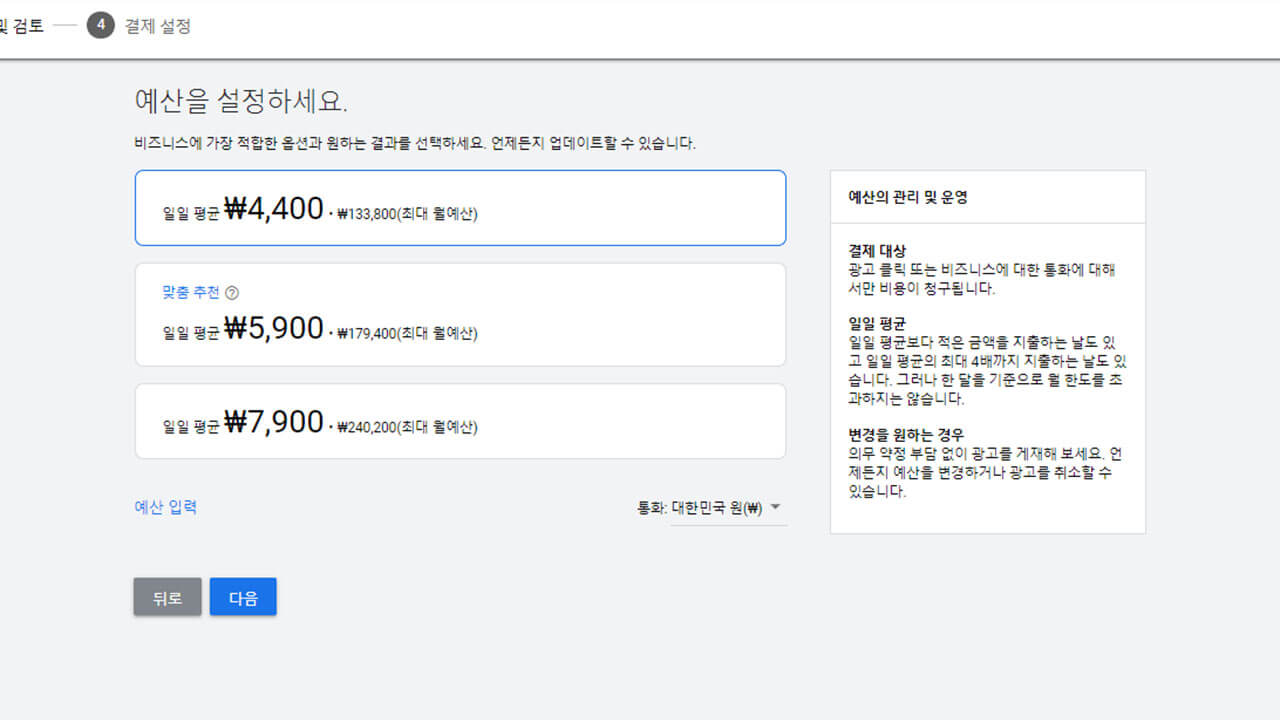 및 검토
4 결제 설정
예산을 설정하세요.
비즈니스에 가장 적합한 옵션과 원하는 결과를 선택하세요. 언제든지 업데이트할 수 있습니다.
일일 평균 ₩4,400 · ₩133,800(최대 월예산)
맞춤 추천 ?
일일 평균 ₩5,900 · ₩179,400(최대 월예산)
일일 평균 ₩7,900 · ₩240,200(최대 월예산)
예산 입력
통화: 대한민국 원(₩)
뒤로
다음
예산의 관리 및 운영
결제 대상
광고 클릭 또는 비즈니스에 대한 통화에 대해
서만 비용이 청구됩니다.
일일 평균
일일 평균보다 적은 금액을 지출하는 날도 있
고 일일 평균의 최대 4배까지 지출하는 날도 있
습니다. 그러나 한 달을 기준으로 월 한도를 초
과하지는 않습니다.
변경을 원하는 경우
의무 약정 부담 없이 광고를 게재해 보세요. 언
제든지 예산을 변경하거나 광고를 취소할 수
있습니다.